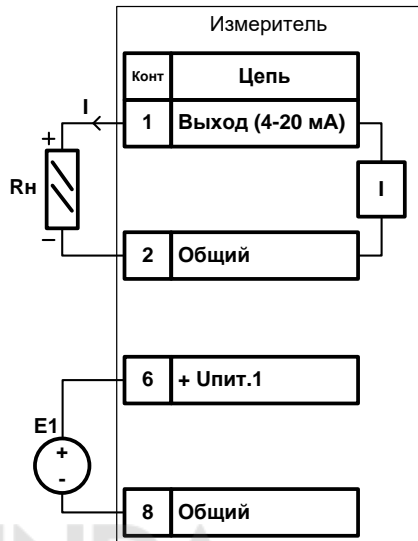 Измеритель
Конт Цепь
I
1 Выход (4-20 мА)
+
Rн
I
–
2 Общий
6 + Uпит.1
E1
+
-
8 Общий